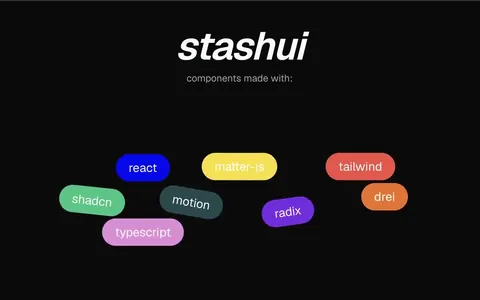 stashui
components made with:
react
matter-js
tailwind
shadcn
motion
radix
drei
typescript